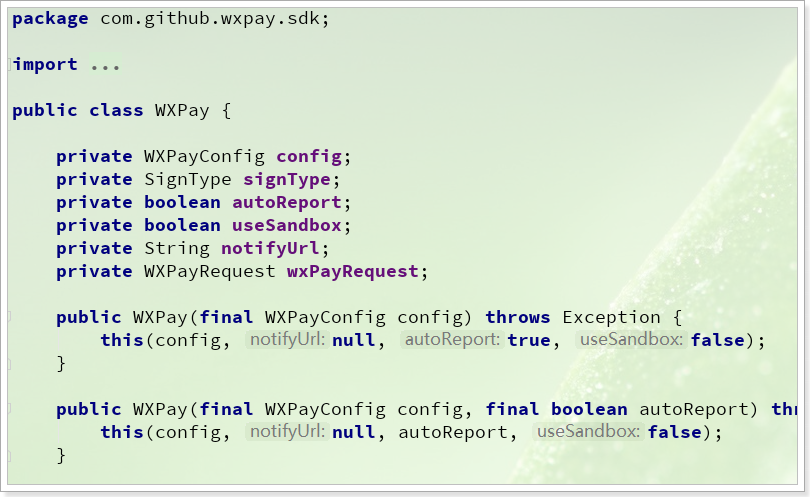 package com.github.wxpay.sdk;
import ...
public class WXPay {
private WXPayConfig config;
private SignType signType;
private boolean autoReport;
private boolean useSandbox;
private String notifyUrl;
private WXPayRequest wxPayRequest;
public WXPay(final WXPayConfig config) throws Exception {
this(config, notifyUrl: null, autoReport: true, useSandbox: false);
}
public WXPay(final WXPayConfig config, final boolean autoReport)
this(config, notifyUrl: null, autoReport, useSandbox: false);
}